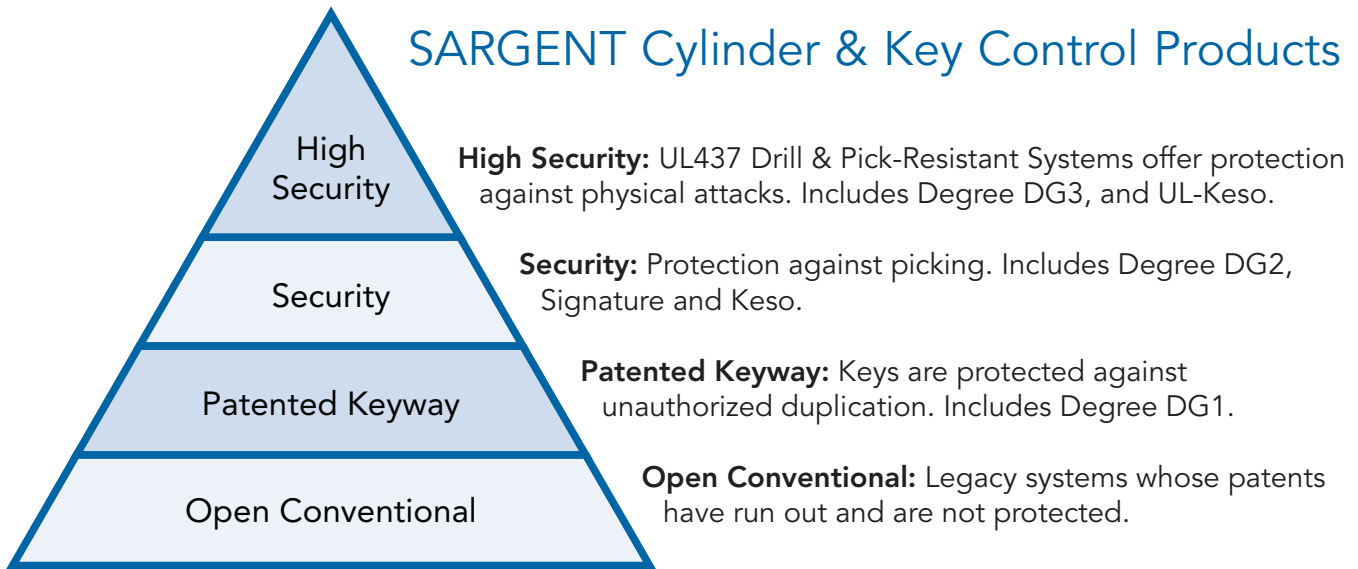 SARGENT Cylinder & Key Control Products
High
Security
High Security: UL437 Drill & Pick-Resistant Systems offer protection
against physical attacks. Includes Degree DG3, and UL-Keso.
Security
Security: Protection against picking. Includes Degree DG2,
Signature and Keso.
Patented Keyway
Patented Keyway: Keys are protected against
unauthorized duplication. Includes Degree DG1.
Open Conventional
Open Conventional: Legacy systems whose patents
have run out and are not protected.